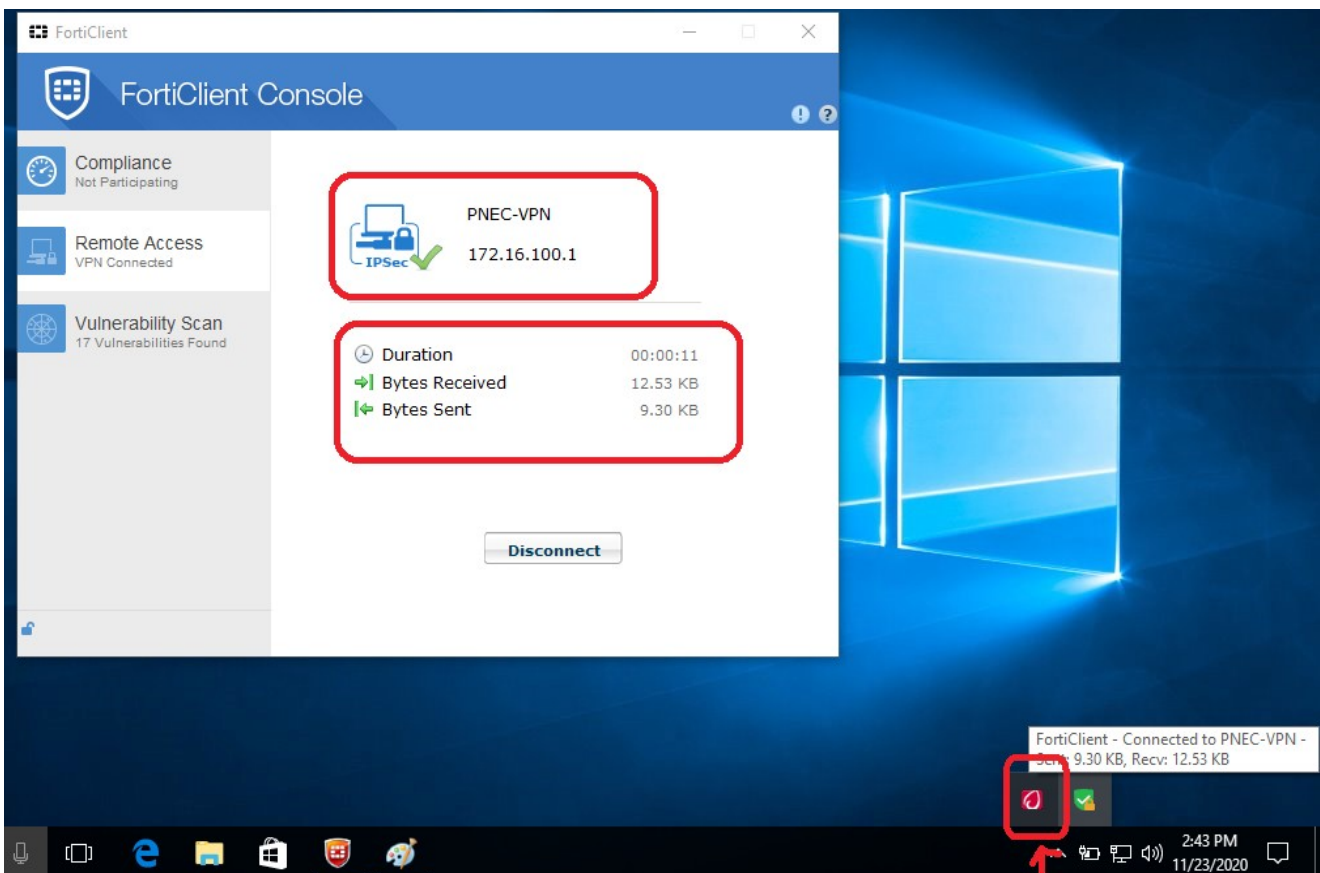 FortiClient
FortiClient Console
Compliance
Not Participating
Remote Access
VPN Connected
Vulnerability Scan
17 Vulnerabilities Found
IPSec
PNEC-VPN
172.16.100.1
Duration 00:00:11
Bytes Received 12.53 KB
Bytes Sent 9.30 KB
Disconnect
FortiClient - Connected to PNEC-VPN -
Sent: 9.30 KB, Recv: 12.53 KB
2:43 PM
11/23/2020